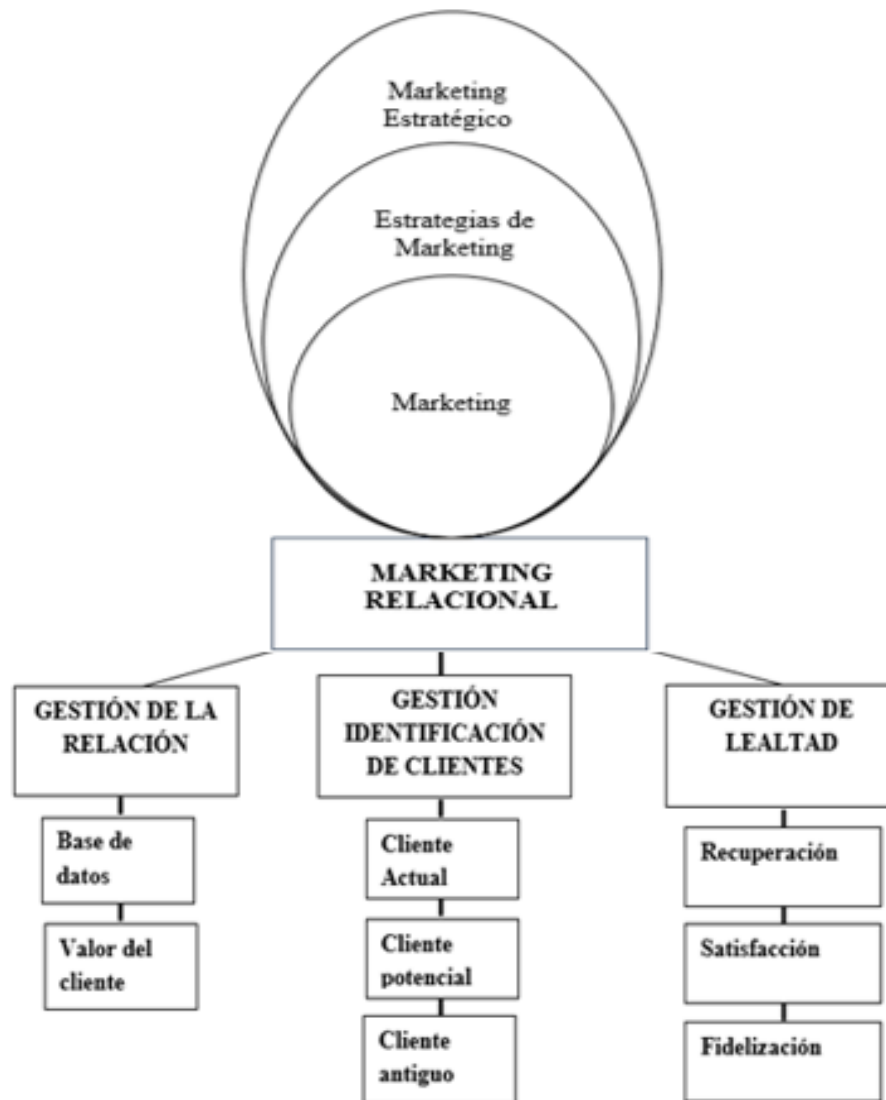 Marketing
Estratégico
Estrategias de
Marketing
Marketing
MARKETING
RELACIONAL
GESTIÓN DE LA
RELACIÓN
Base de
datos
Valor del
cliente
GESTIÓN
IDENTIFICACIÓN
DE CLIENTES
Cliente
Actual
Cliente
potencial
Cliente
antiguo
GESTIÓN DE
LEALTAD
Recuperación
Satisfacción
Fidelización